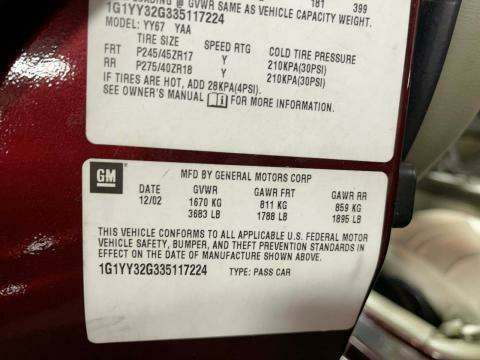 LOADING @ GVWR SAME AS VEHICLE CAPACITY WEIGHT.
181 399
1G1YY32G335117224
MODEL: YY67 YAA
TIRE SIZE SPEED RTG COLD TIRE PRESSURE
FRT P245/45ZR17 Y 210KPA(30PSI)
RR P275/40ZR18 Y 210KPA(30PSI)
IF TIRES ARE HOT, ADD 28KPA(4PSI).
SEE OWNER'S MANUAL FOR MORE INFORMATION
GM MFD BY GENERAL MOTORS CORP
DATE GVWR GAWR FRT GAWR RR
12/02 1670 KG 811 KG 859 KG
3683 LB 1788 LB 1895 LB
THIS VEHICLE CONFORMS TO ALL APPLICABLE U.S. FEDERAL MOTOR
VEHICLE SAFETY, BUMPER, AND THEFT PREVENTION STANDARDS IN
EFFECT ON THE DATE OF MANUFACTURE SHOWN ABOVE.
1G1YY32G335117224 TYPE: PASS CAR